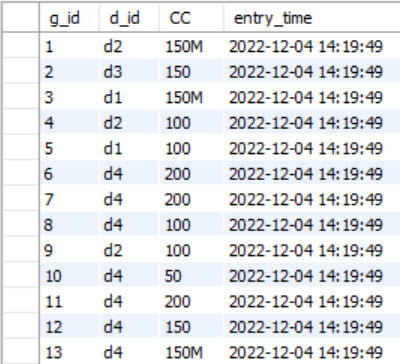 g_id d_id CC entry_time
1 d2 150M 2022-12-04 14:19:49
2 d3 150 2022-12-04 14:19:49
3 d1 150M 2022-12-04 14:19:49
4 d2 100 2022-12-04 14:19:49
5 d1 100 2022-12-04 14:19:49
6 d4 200 2022-12-04 14:19:49
7 d4 200 2022-12-04 14:19:49
8 d4 100 2022-12-04 14:19:49
9 d2 100 2022-12-04 14:19:49
10 d4 50 2022-12-04 14:19:49
11 d4 200 2022-12-04 14:19:49
12 d4 150 2022-12-04 14:19:49
13 d4 150M 2022-12-04 14:19:49